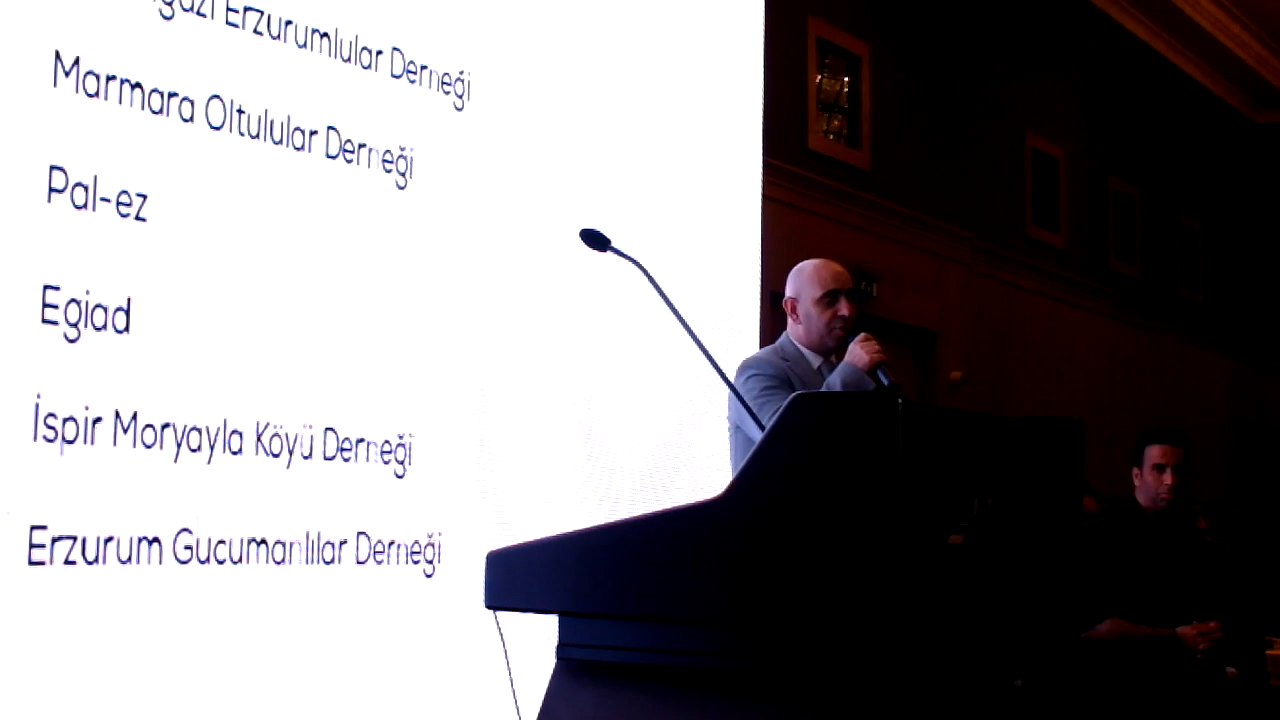 Erzurumlular Derneği
Marmara Oltulular Derneği
Pal-ez
Egiad
İspir Moryayla Köyü Derneği
Erzurum Gucumanlılar Derneği